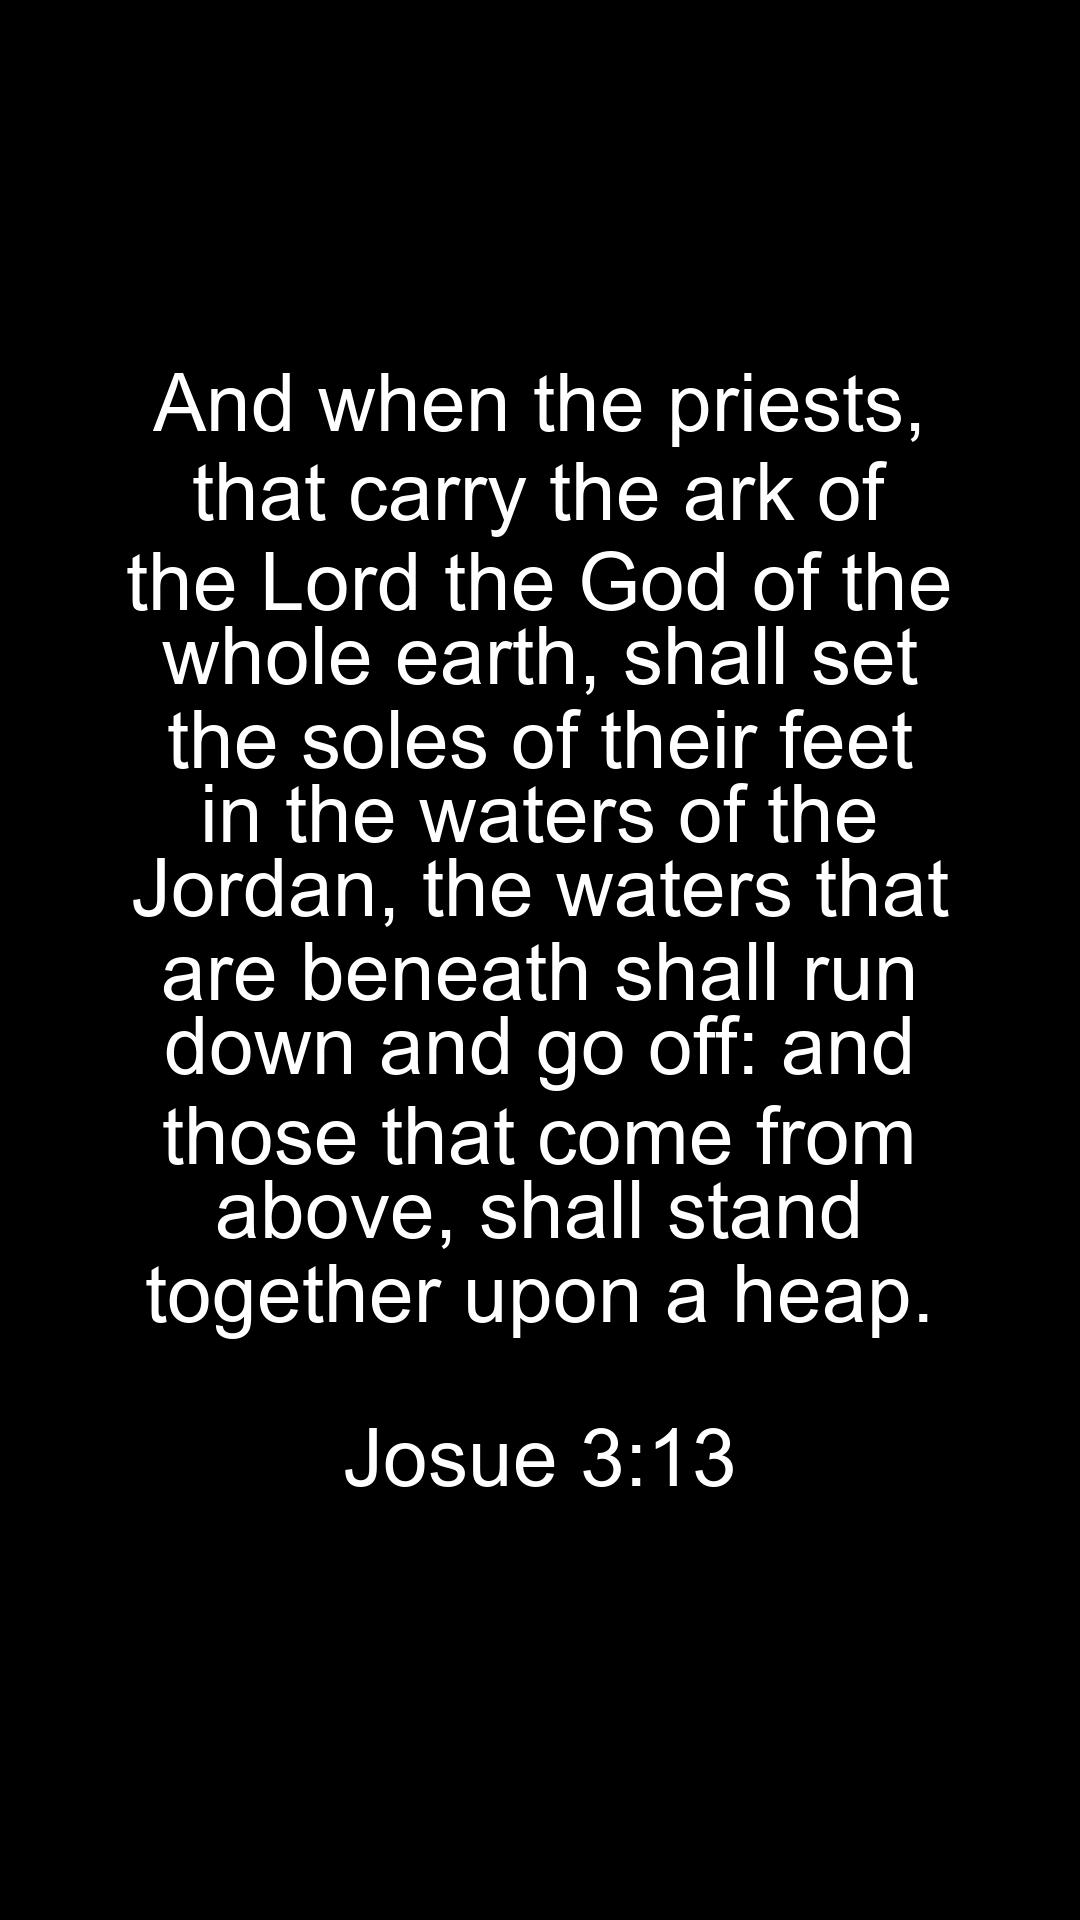 And when the priests,
that carry the ark of
the Lord the God of the
whole earth, shall set
the soles of their feet
in the waters of the
Jordan, the waters that
are beneath shall run
down and go off: and
those that come from
above, shall stand
together upon a heap.
Josue 3:13